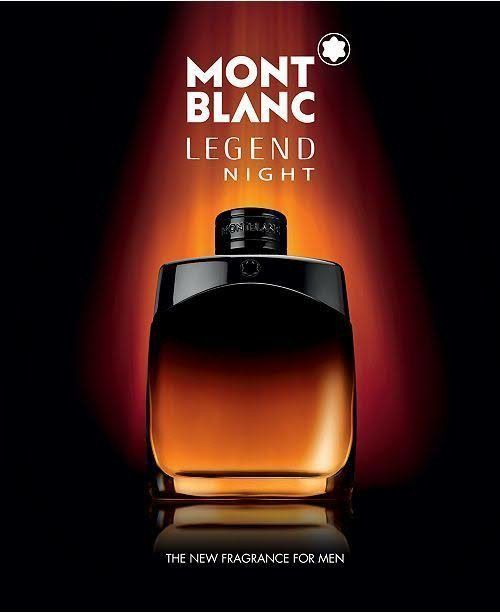 MONT
BLANC
LEGEND
NIGHT
MONTBLANC
THE NEW FRAGRANCE FOR MEN